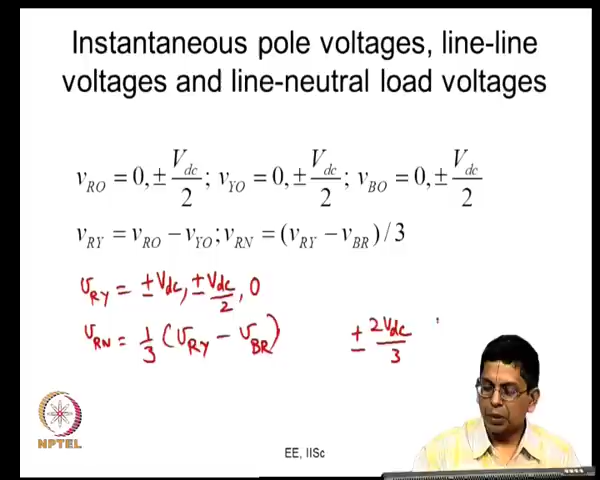 Instantaneous pole voltages, line-line
voltages and line-neutral load voltages
v_RO = 0, ± V_dc/2 ; v_YO = 0, ± V_dc/2 ; v_BO = 0, ± V_dc/2
v_RY = v_RO − v_YO ; v_RN = (v_RY − v_BR) / 3
v_RY = ± V_dc, ± V_dc/2, 0
v_RN = 1/3 (v_RY − v_BR) ± 2V_dc/3
NPTEL
EE, IISc